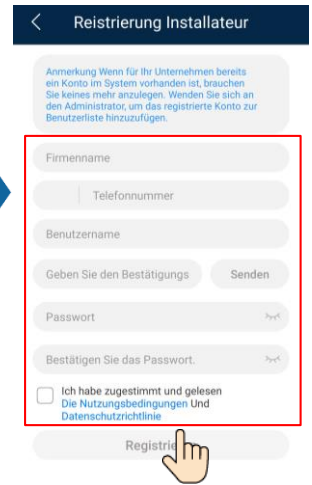 Reistrierung Installateur
Anmerkung Wenn für Ihr Unternehmen bereits
ein Konto im System vorhanden ist, brauchen
Sie keines mehr anzulegen. Wenden Sie sich an
den Administrator, um das registrierte Konto zur
Benutzerliste hinzuzufügen.
Firmenname
Telefonnummer
Benutzername
Geben Sie den Bestätigungs Senden
Passwort
Bestätigen Sie das Passwort.
Ich habe zugestimmt und gelesen
Die Nutzungsbedingungen Und
Datenschutzrichtlinie